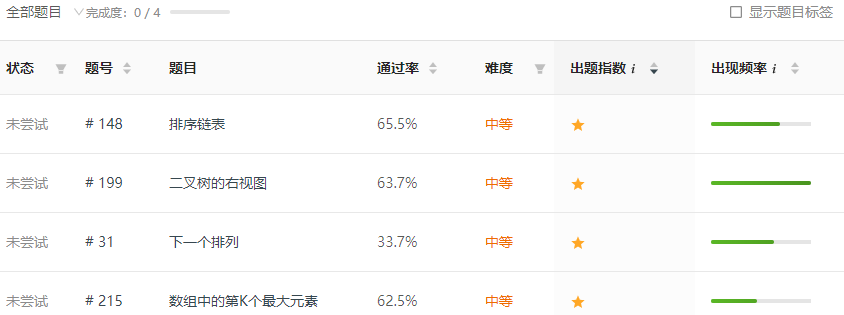 全部题目 完成度：0 / 4 显示题目标签
状态 题号 题目 通过率 难度 出题指数 i 出现频率 i
未尝试 # 148 排序链表 65.5% 中等
未尝试 # 199 二叉树的右视图 63.7% 中等
未尝试 # 31 下一个排列 33.7% 中等
未尝试 # 215 数组中的第K个最大元素 62.5% 中等